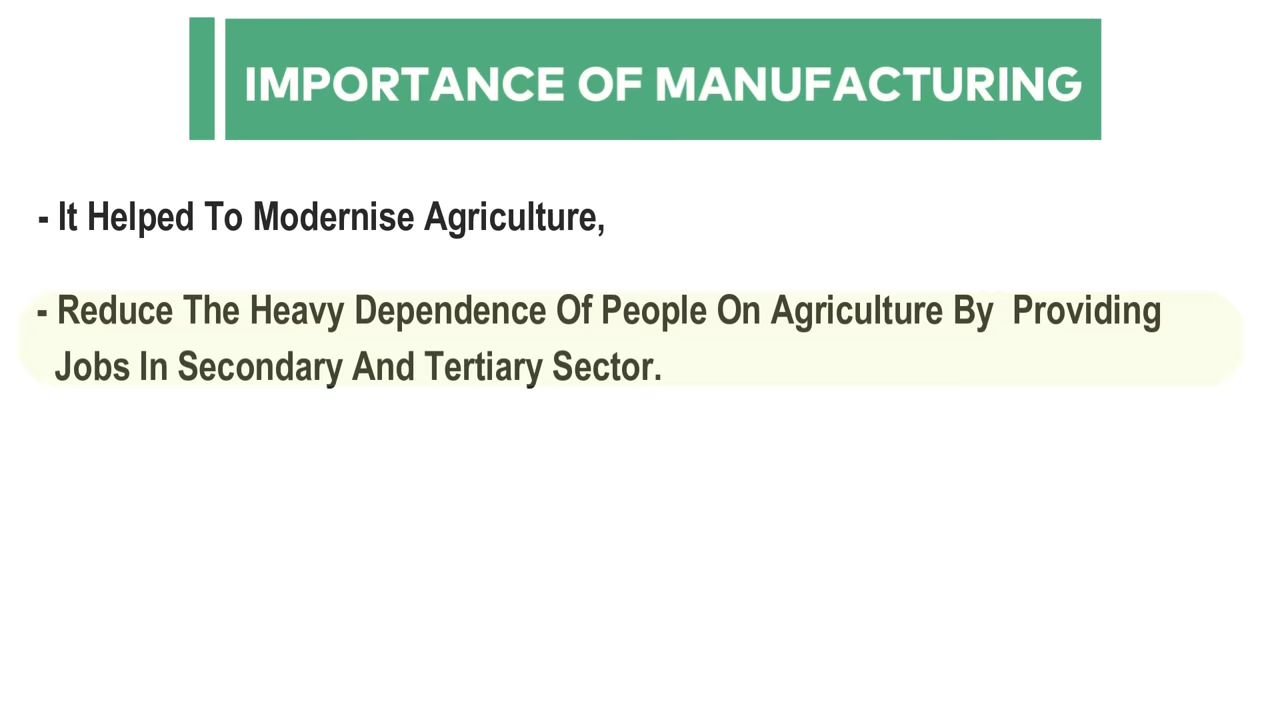 IMPORTANCE OF MANUFACTURING
- It Helped To Modernise Agriculture,
- Reduce The Heavy Dependence Of People On Agriculture By  Providing
Jobs In Secondary And Tertiary Sector.